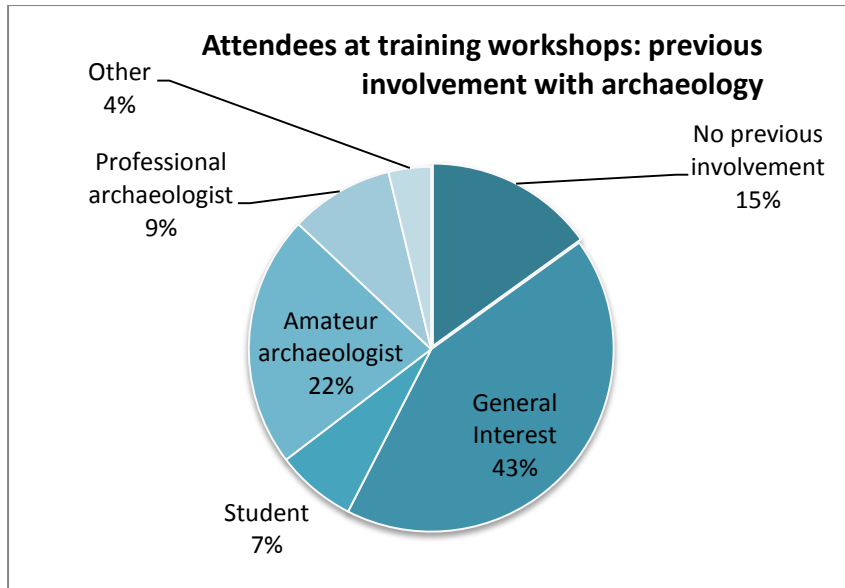 Attendees at training workshops: previous
involvement with archaeology
Other
4%
No previous
involvement
15%
Professional
archaeologist
9%
Amateur
archaeologist
22%
General
Interest
43%
Student
7%